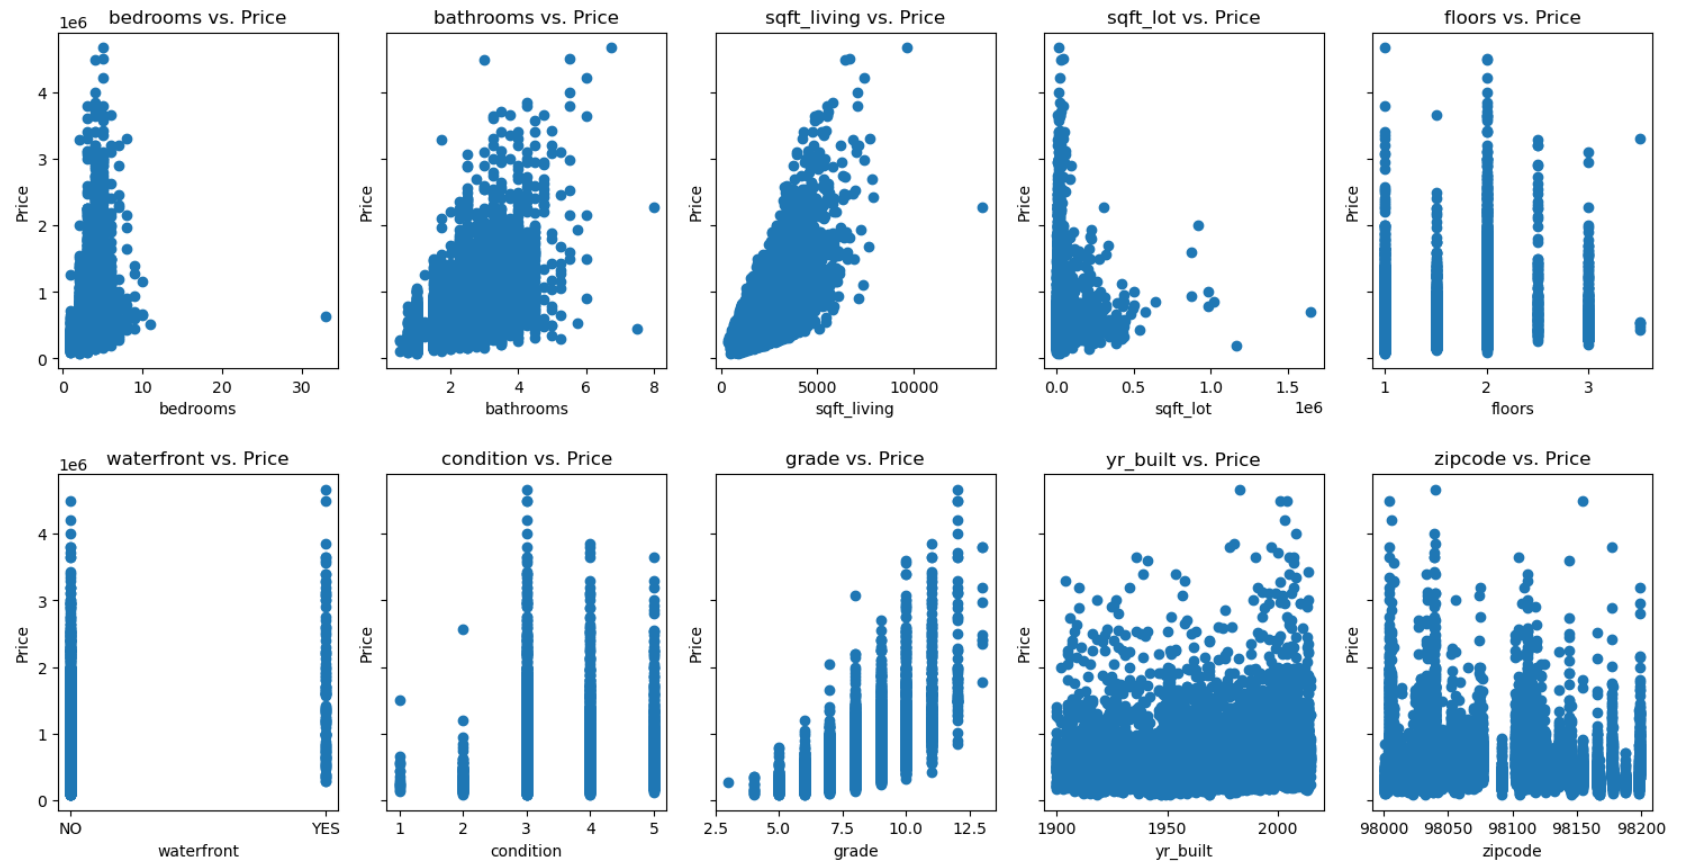 bedrooms vs. Price
bathrooms vs. Price
sqft_living vs. Price
sqft_lot vs. Price
floors vs. Price
1e6
4
3
2
1
0
Price
Price
Price
Price
Price
0 10 20 30
2 4 6 8
0 5000 10000
0.0 0.5 1.0 1.5
1 2 3
1e6
bedrooms
bathrooms
sqft_living
sqft_lot
floors
waterfront vs. Price
condition vs. Price
grade vs. Price
yr_built vs. Price
zipcode vs. Price
1e6
4
3
2
1
0
Price
Price
Price
Price
Price
NO YES
1 2 3 4 5
2.5 5.0 7.5 10.0 12.5
1900 1950 2000
98000 98050 98100 98150 98200
waterfront
condition
grade
yr_built
zipcode